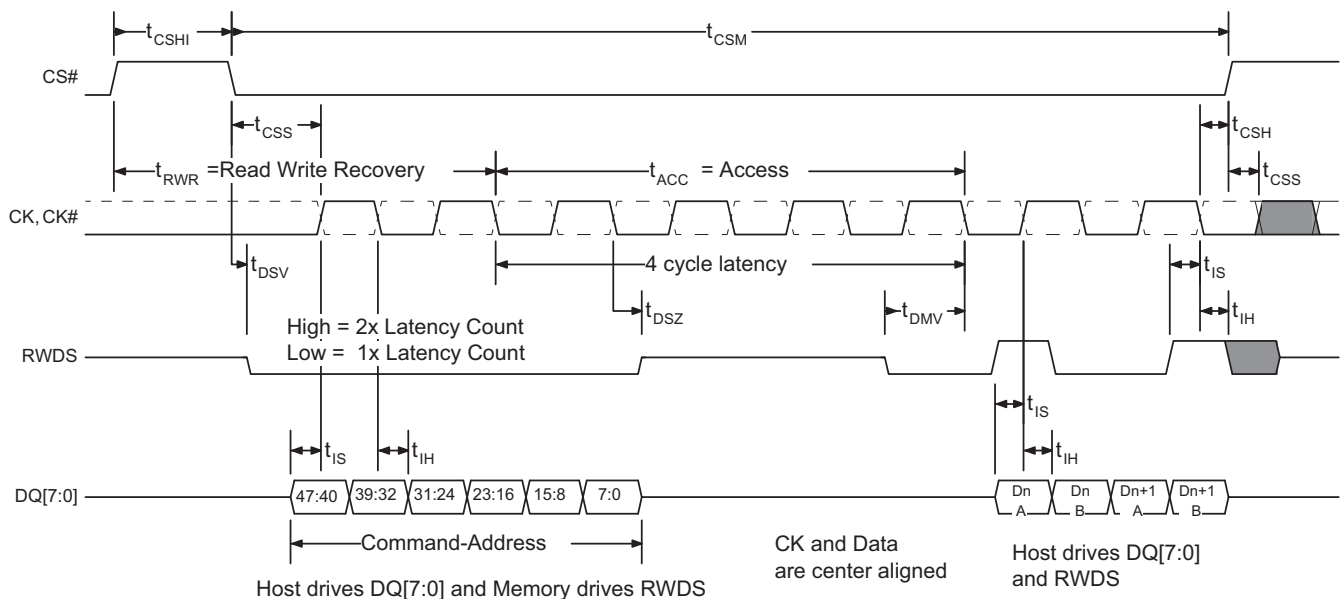 tCSHI
tCSM
CS#
tCSS
tCSH
tRWR =Read Write Recovery
tACC = Access
tCSS
CK, CK#
tDSV
4 cycle latency
tIS
High = 2x Latency Count
Low = 1x Latency Count
tDSZ
tDMV
tIH
RWDS
tIS
tIH
tIS
tIH
DQ[7:0]
47:40 39:32 31:24 23:16 15:8 7:0
Dn A Dn B Dn+1 A Dn+1 B
Command-Address
CK and Data
are center aligned
Host drives DQ[7:0]
and RWDS
Host drives DQ[7:0] and Memory drives RWDS